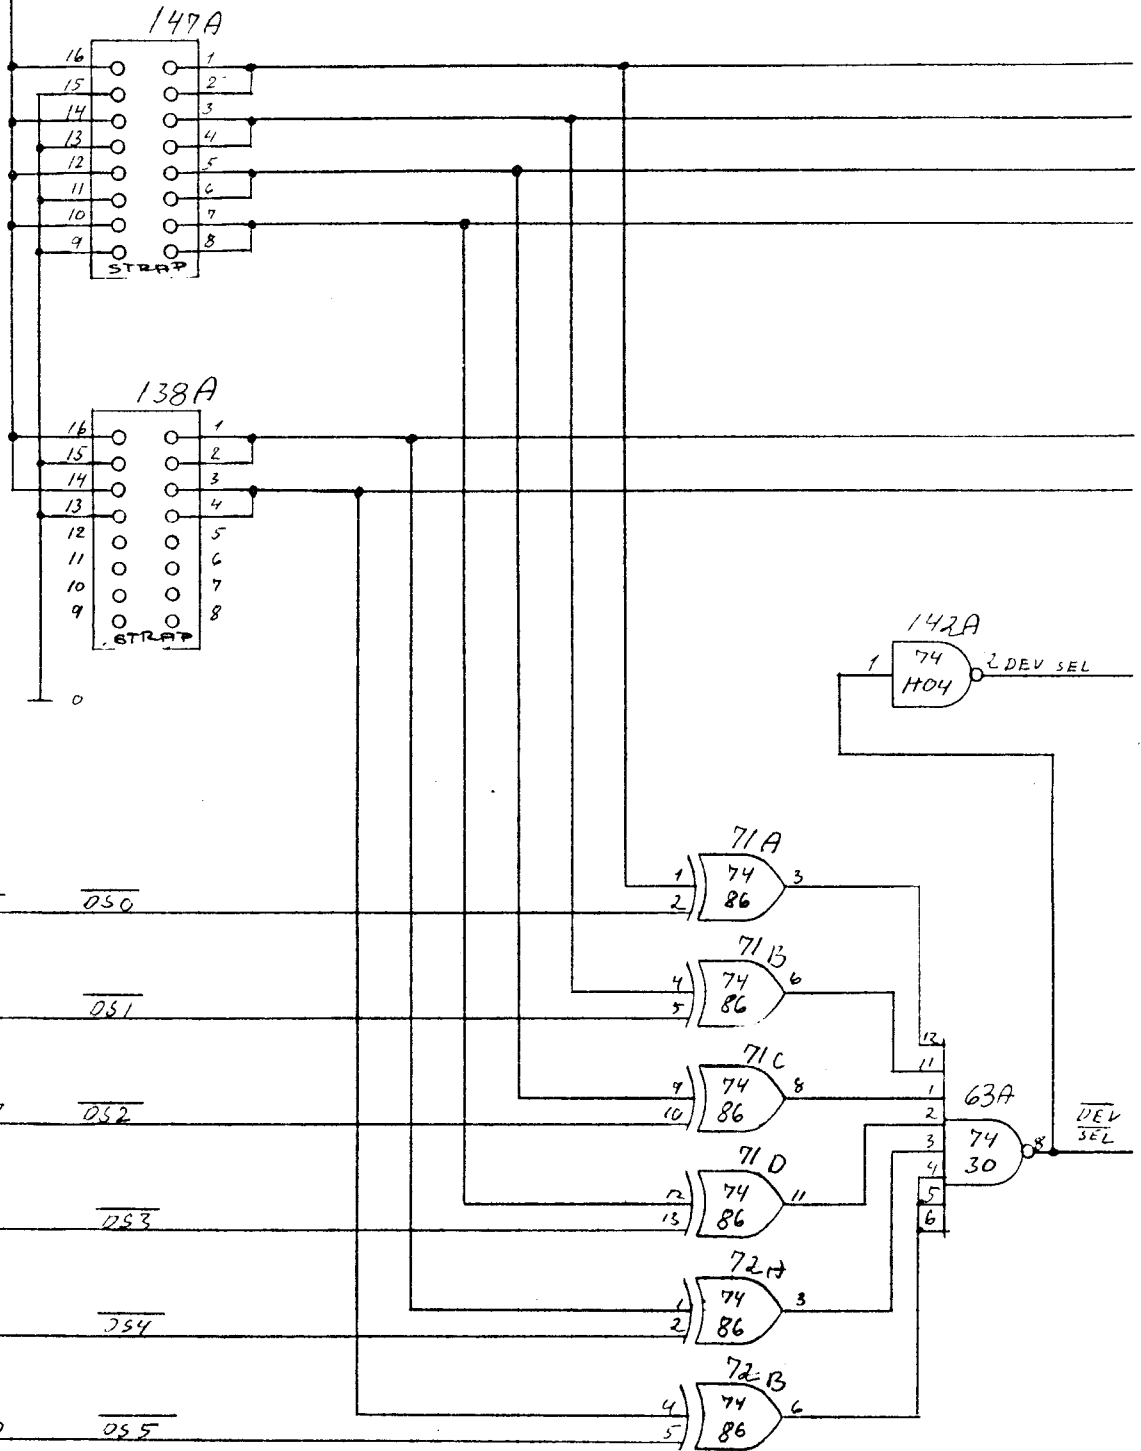 147A
16 1
15 2
14 3
13 4
12 5
11 6
10 7
9 8
STRAP
138A
16 1
15 2
14 3
13 4
12 5
11 6
10 7
9 8
STRAP
0
142A
1 74 H04 2 DEV SEL
71A
DS0
1 2 74 86 3
71B
DS1
4 5 74 86 6
71C
DS2
9 10 74 86 8
71D
DS3
12 13 74 86 11
72A
DS4
1 2 74 86 3
72B
DS5
4 5 74 86 6
63A
12
11
1
2
3
4
5
6
74 30 8
DEV
SEL